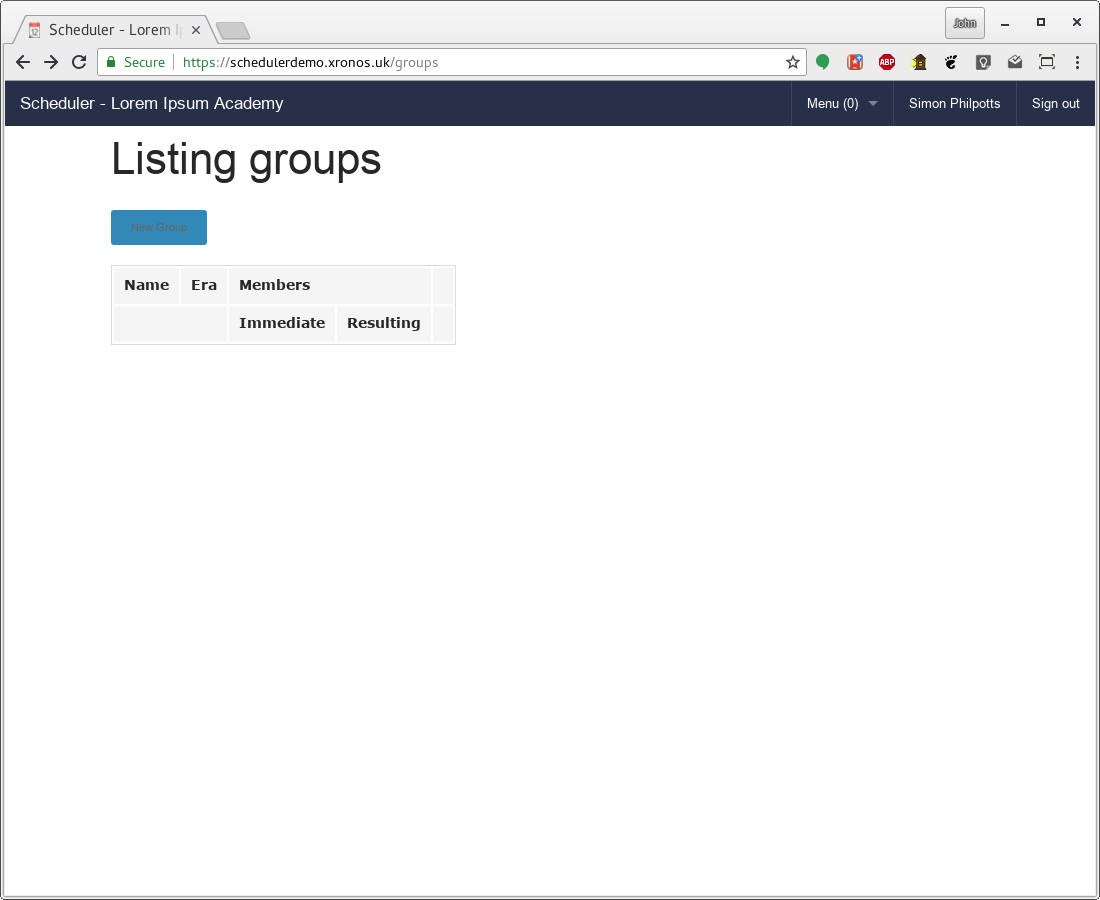 Scheduler - Lorem I
John
Secure
https://schedulerdemo.xronos.uk/groups
12
ABP
Scheduler - Lorem Ipsum Academy
Menu (0)
Simon Philpotts
Sign out
Listing groups
New Group
Name Era Members
Immediate Resulting